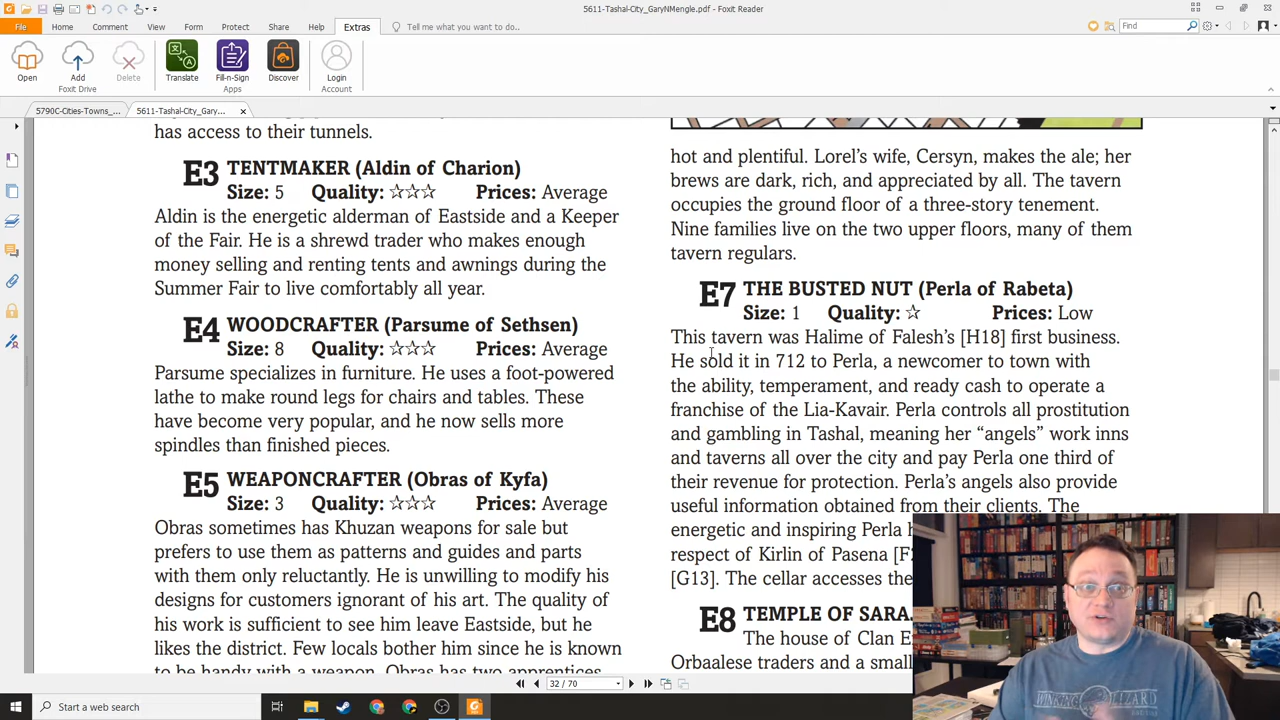 5611-Tashal-City_GaryNMengle.pdf - Foxit Reader
File Home Comment Extras Form Protect Share Help Tell me what you want to do.. Find
Open Add Delete Translate Fill-n-Sign Discover Login
Foxit Drive Apps Account
5790C-Cities-Towns_... 5611-Tashal-City_Gary...
has access to their tunnels.
E3 TENTMAKER (Aldin of Charion)
Size: 5 Quality: ☆☆☆ Prices: Average
Aldin is the energetic alderman of Eastside and a Keeper
of the Fair. He is a shrewd trader who makes enough
money selling and renting tents and awnings during the
Summer Fair to live comfortably all year.
E4 WOODCRAFTER (Parsume of Sethsen)
Size: 8 Quality: ☆☆☆ Prices: Average
Parsume specializes in furniture. He uses a foot-powered
lathe to make round legs for chairs and tables. These
have become very popular, and he now sells more
spindles than finished pieces.
E5 WEAPONCRAFTER (Obras of Kyfa)
Size: 3 Quality: ☆☆☆ Prices: Average
Obras sometimes has Khuzan weapons for sale but
prefers to use them as patterns and guides and parts
with them only reluctantly. He is unwilling to modify his
designs for customers ignorant of his art. The quality of
his work is sufficient to see him leave Eastside, but he
likes the district. Few locals bother him since he is known
to be handy with a weapon. Obras has two apprentices
hot and plentiful. Lorel's wife, Cersyn, makes the ale; her
brews are dark, rich, and appreciated by all. The tavern
occupies the ground floor of a three-story tenement.
Nine families live on the two upper floors, many of them
tavern regulars.
E7 THE BUSTED NUT (Perla of Rabeta)
Size: 1 Quality: ☆ Prices: Low
This tavern was Halime of Falesh's [H18] first business.
He sold it in 712 to Perla, a newcomer to town with
the ability, temperament, and ready cash to operate a
franchise of the Lia-Kavair. Perla controls all prostitution
and gambling in Tashal, meaning her “angels” work inns
and taverns all over the city and pay Perla one third of
their revenue for protection. Perla's angels also provide
useful information obtained from their clients. The
energetic and inspiring Perla
respect of Kirlin of Pasena
[G13]. The cellar accesses the
E8 TEMPLE OF SARA
The house of Clan
Orbaalese traders and a small
WINKING LIZARD
32 / 70
Start a web search